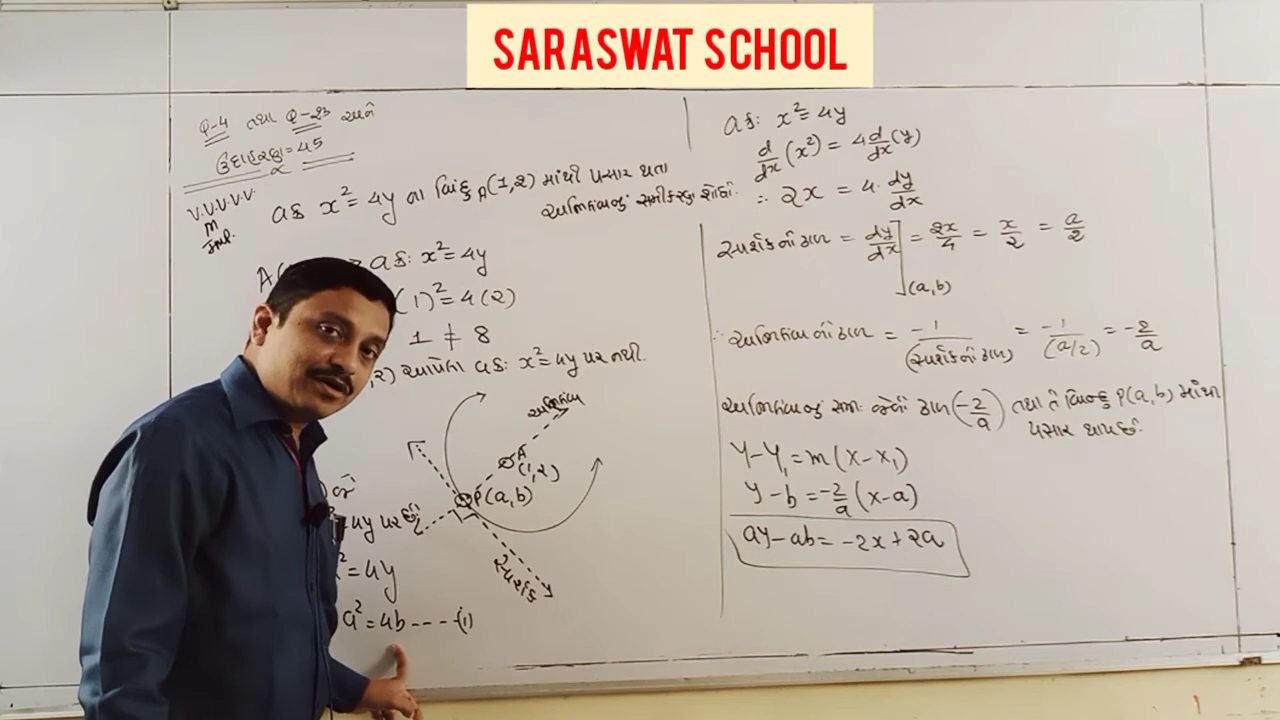 SARASWAT SCHOOL
Q-4 તથા Q-23 અને
ઉદાહરણ = 45
V.V.V.V.V.
M
Imp.
વક્ર x² = 4y ના બિંદુ A(1,2) માંથી પસાર થતા
અભિલંબનું સમીકરણ શોધો.
વક્ર: x² = 4y
(1)² = 4(2)
1 ≠ 8
,2) આપેલા વક્ર: x² = 4y પર નથી.
અભિલંબ
A
(1,2)
P(a,b)
સ્પર્શક
4y પર છે.
x² = 4y
a² = 4b ---- (i)
વક્ર: x² = 4y
d/dx (x²) = 4 d/dx (y)
∴ 2x = 4. dy/dx
સ્પર્શકનો ઢાળ = dy/dx](a,b) = 2x/4 = x/2 = a/2
∴ અભિલંબનો ઢાળ = -1/(સ્પર્શકનો ઢાળ) = -1/(a/2) = -2/a
અભિલંબનું સમી. જેનો ઢાળ (-2/a) તથા તે બિન્દુ P(a,b) માંથી
પસાર થાય છે.
y-y₁ = m(x-x₁)
y-b = -2/a (x-a)
ay-ab = -2x+2a